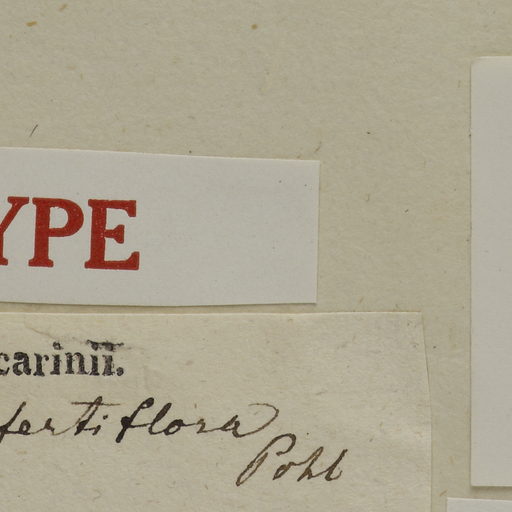 YPE
carinii.
fertiflora
Pohl